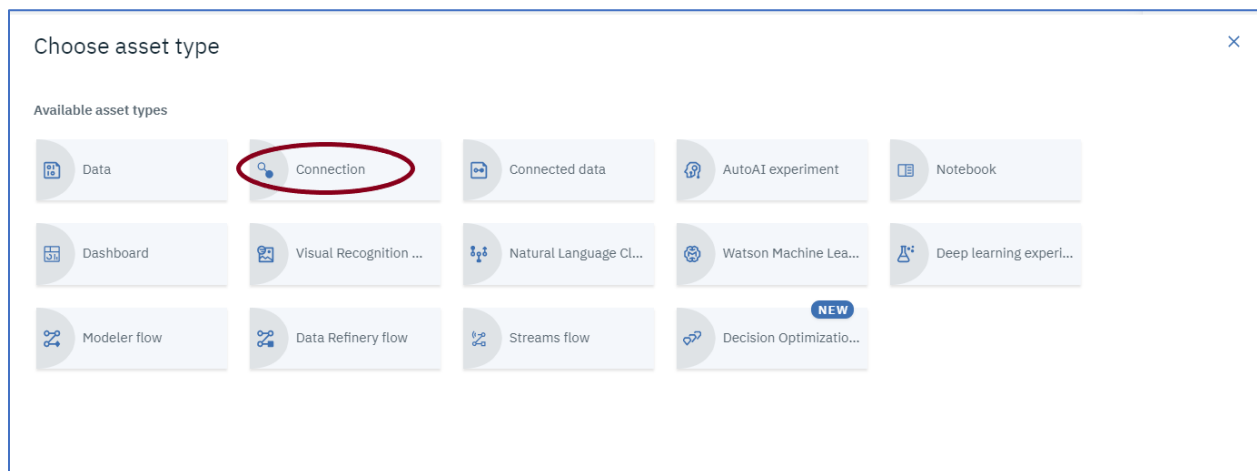 Choose asset type
Available asset types
Data
Connection
Connected data
AutoAI experiment
Notebook
Dashboard
Visual Recognition ...
Natural Language Cl...
Watson Machine Lea...
Deep learning experi...
NEW
Modeler flow
Data Refinery flow
Streams flow
Decision Optimizatio...